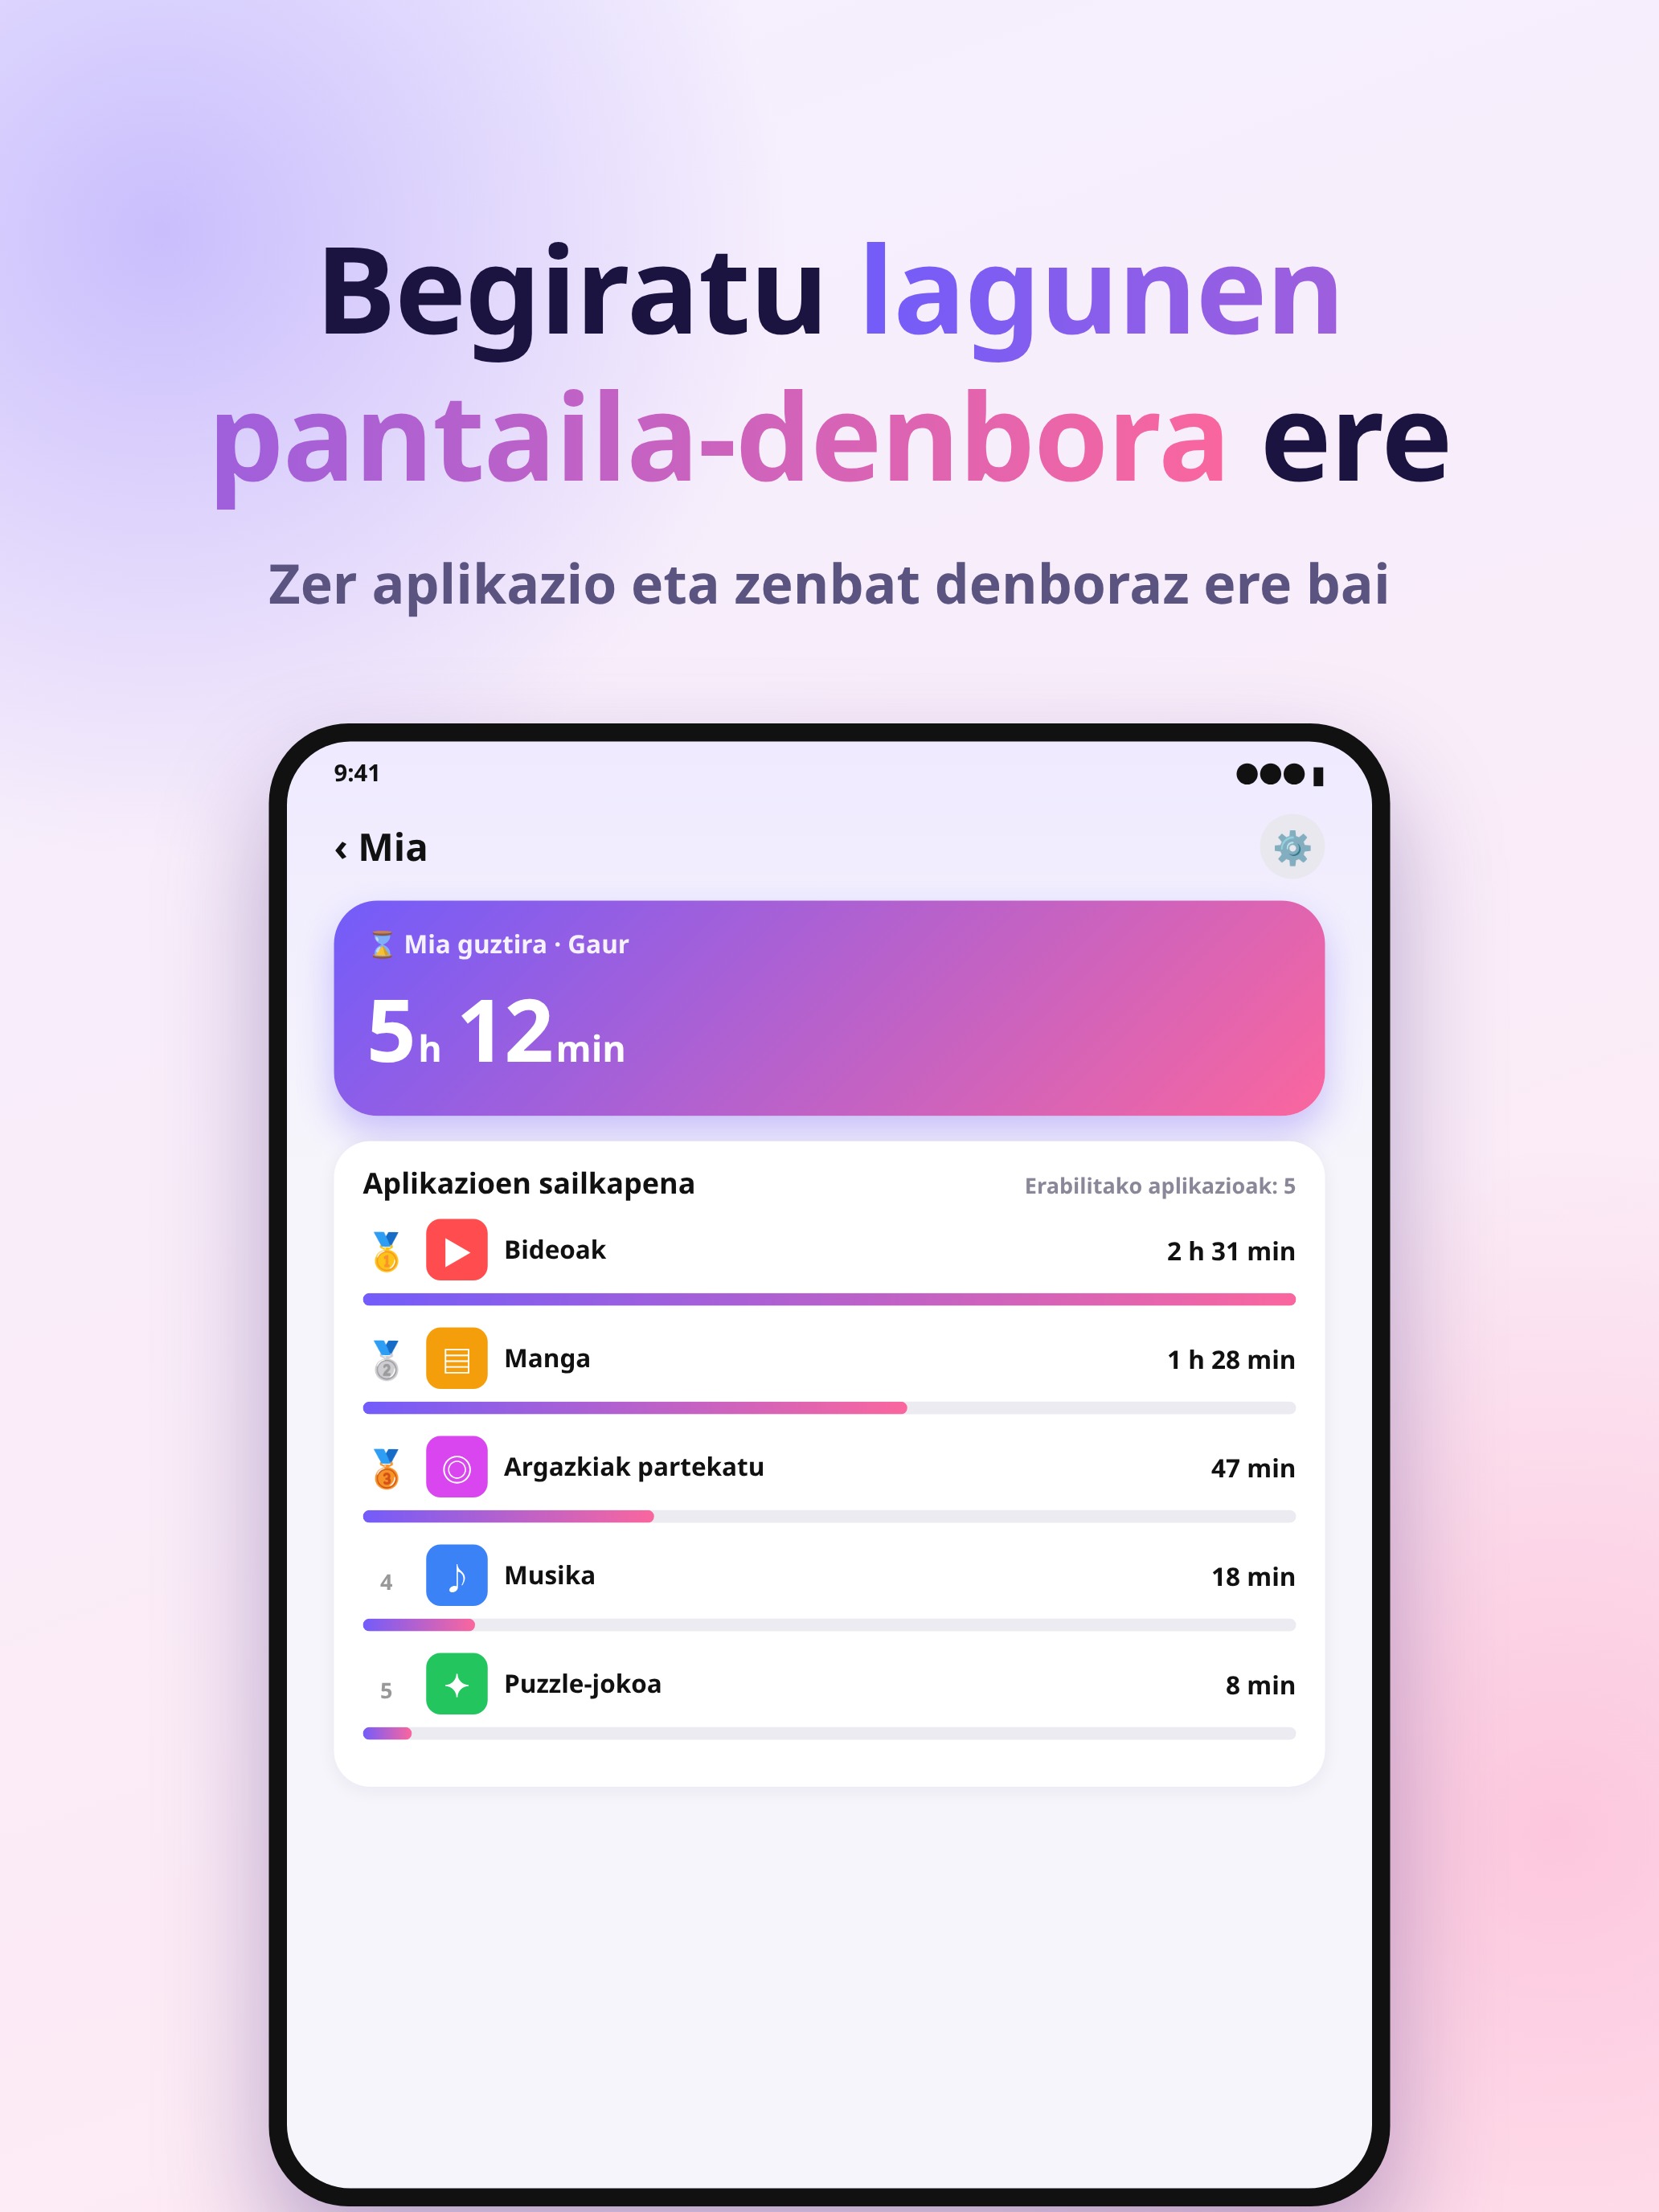 Begiratu lagunen
pantaila-denbora ere
Zer aplikazio eta zenbat denboraz ere bai
9:41
‹ Mia
⌛ Mia guztira · Gaur
5h 12min
Aplikazioen sailkapena
Erabilitako aplikazioak: 5
🥇 Bideoak 2 h 31 min
🥈 Manga 1 h 28 min
🥉 Argazkiak partekatu 47 min
4 Musika 18 min
5 Puzzle-jokoa 8 min